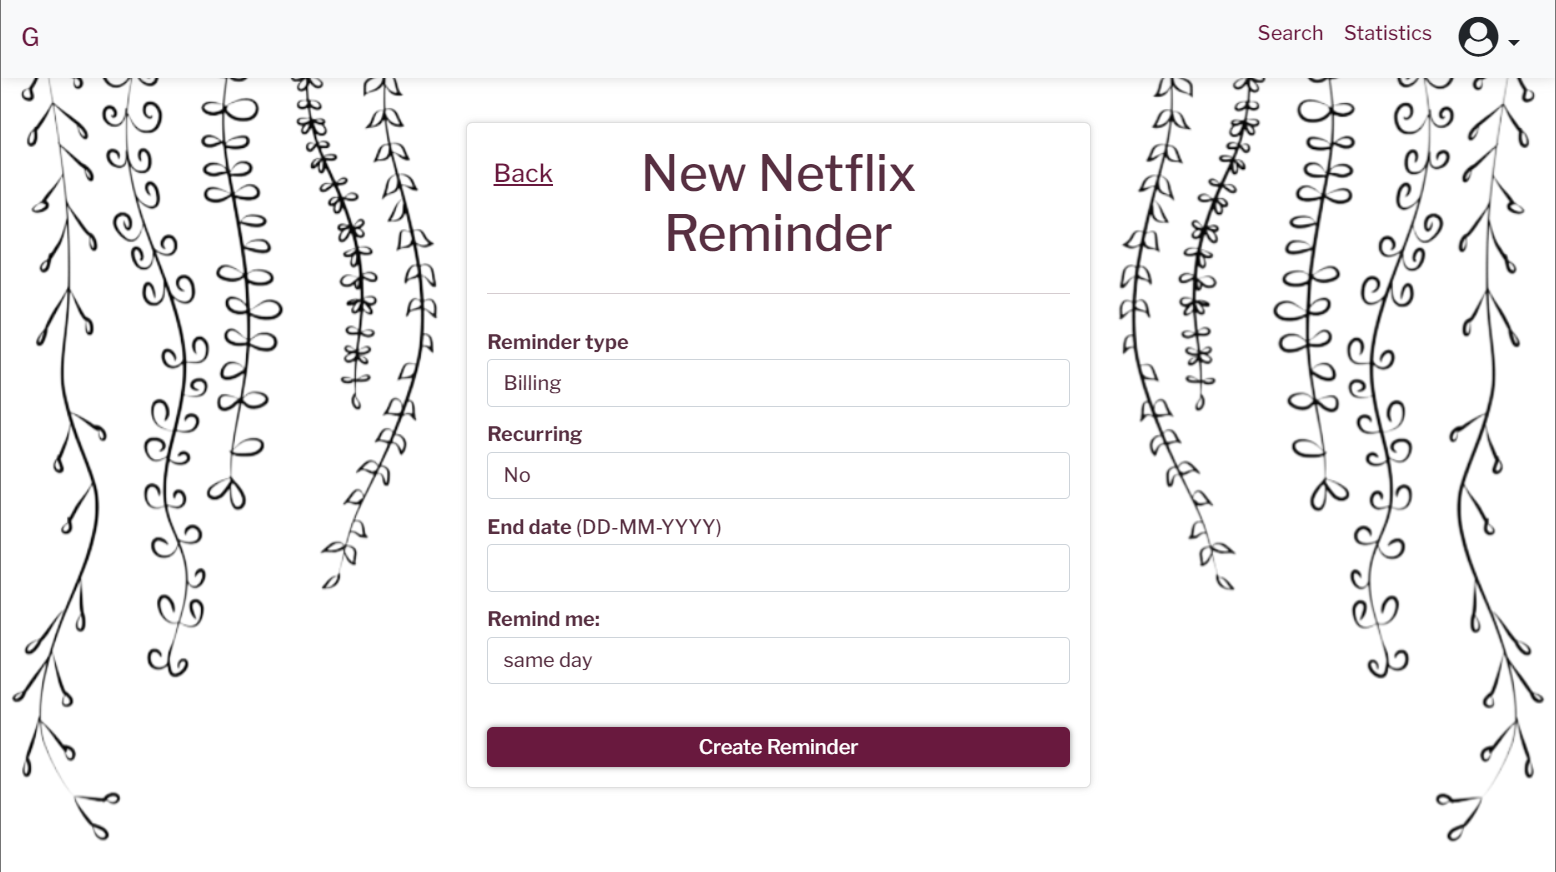 G
Search Statistics
Back
New Netflix
Reminder
Reminder type
Billing
Recurring
No
End date (DD-MM-YYYY)
Remind me:
same day
Create Reminder